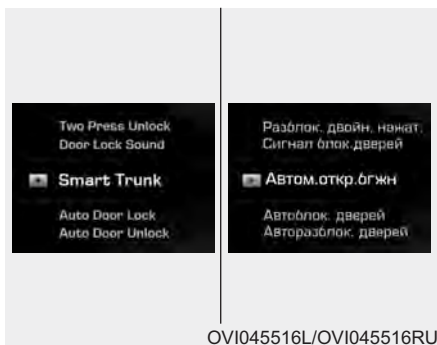 Two Press Unlock
Door Lock Sound
Smart Trunk
Auto Door Lock
Auto Door Unlock
Разблок. двойн. нажат.
Сигнал блок.дверей
Автом.откр.бгжн
Автоблок. дверей
Авторазблок. дверей
OVI045516L/OVI045516RU